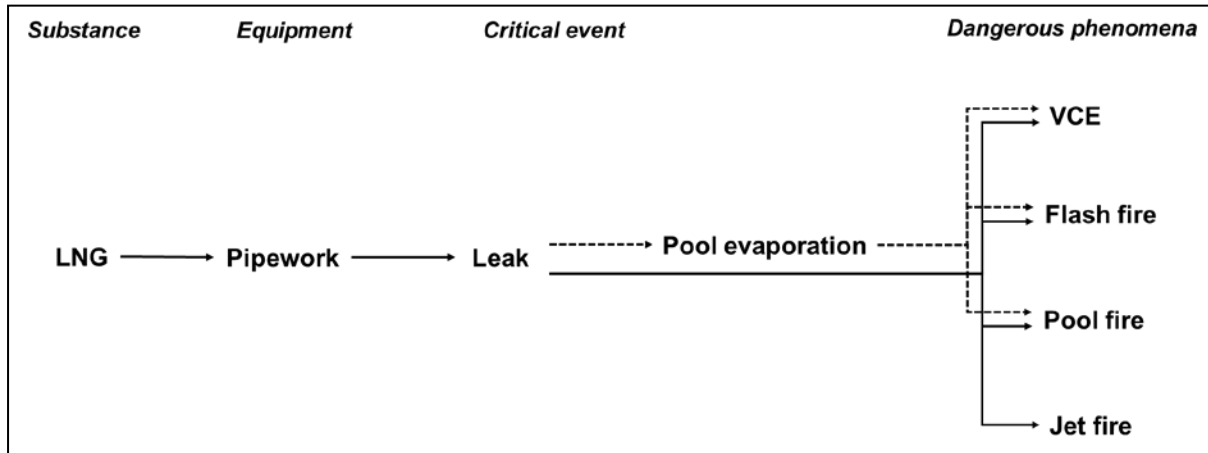 Substance Equipment Critical event Dangerous phenomena
VCE
Flash fire
LNG Pipework Leak Pool evaporation
Pool fire
Jet fire